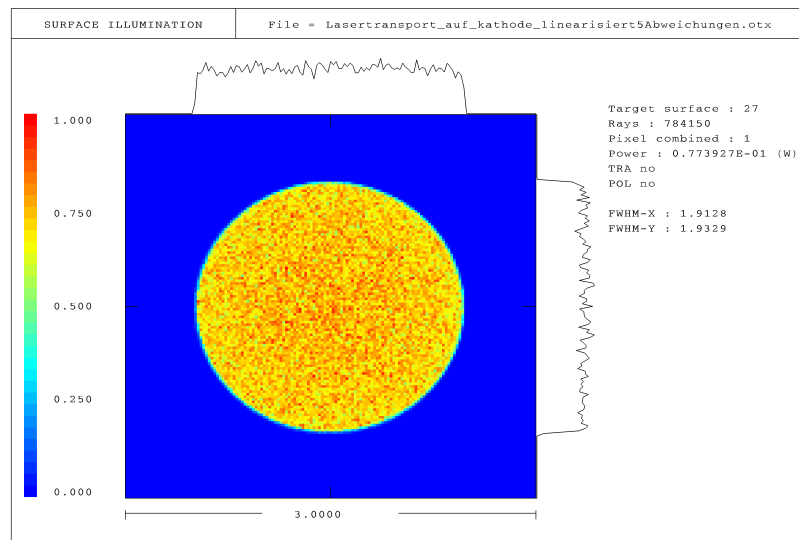 SURFACE ILLUMINATION
File = Lasertransport_auf_kathode_linearisiert5Abweichungen.otx
Target surface : 27
Rays : 784150
Pixel combined : 1
Power : 0.773927E-01 (W)
TRA no
POL no
FWHM-X : 1.9128
FWHM-Y : 1.9329
1.000
0.750
0.500
0.250
0.000
3.0000